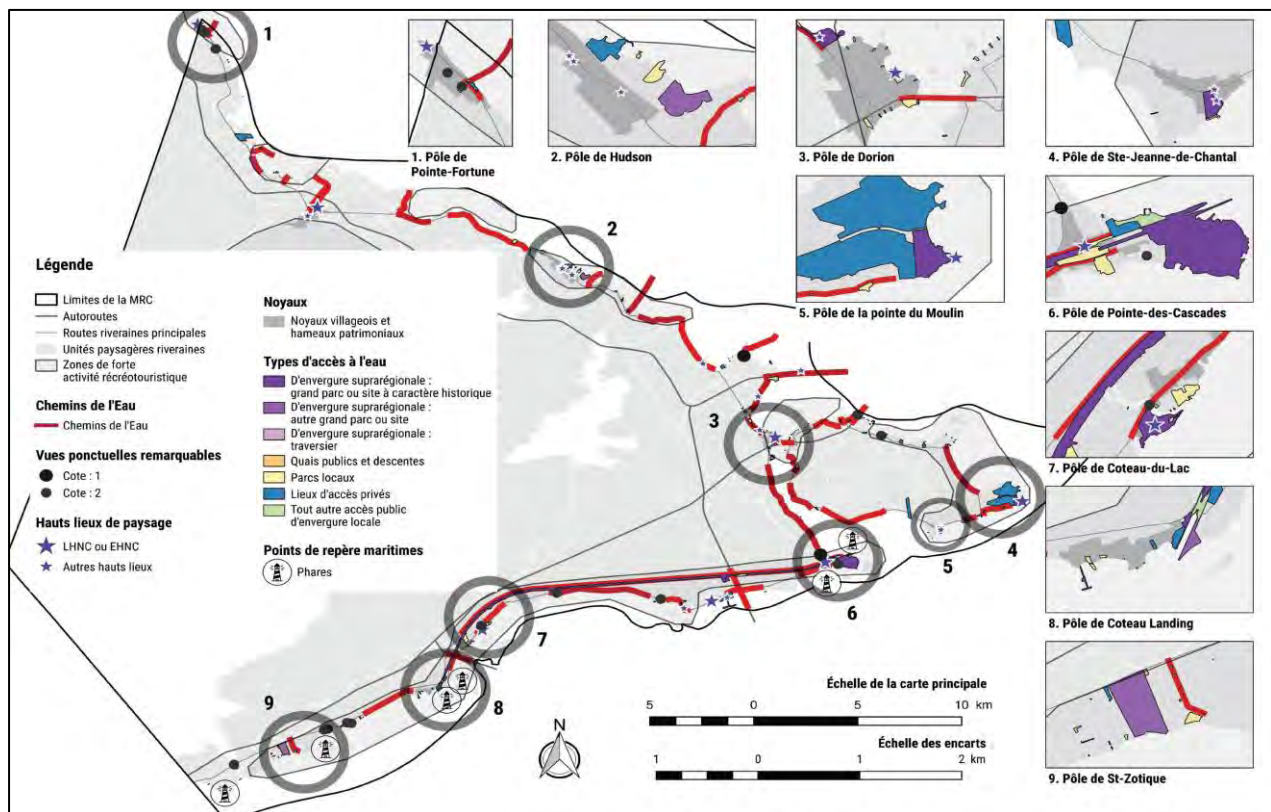 1
1. Pôle de
Pointe-Fortune
2. Pôle de Hudson
3. Pôle de Dorion
4. Pôle de Ste-Jeanne-de-Chantal
5. Pôle de la pointe du Moulin
6. Pôle de Pointe-des-Cascades
7. Pôle de Coteau-du-Lac
8. Pôle de Coteau Landing
9. Pôle de St-Zotique
2
3
4
5
6
7
8
9
Légende
Limites de la MRC
Autoroutes
Routes riveraines principales
Unités paysagères riveraines
Zones de forte
activité récréotouristique
Chemins de l'Eau
Chemins de l'Eau
Vues ponctuelles remarquables
Cote : 1
Cote : 2
Hauts lieux de paysage
LHNC ou EHNC
Autres hauts lieux
Noyaux
Noyaux villageois et
hameaux patrimoniaux
Types d'accès à l'eau
D'envergure suprarégionale :
grand parc ou site à caractère historique
D'envergure suprarégionale :
autre grand parc ou site
D'envergure suprarégionale :
traversier
Quais publics et descentes
Parcs locaux
Lieux d'accès privés
Tout autre accès public
d'envergure locale
Points de repère maritimes
Phares
N
Échelle de la carte principale
5 0 5 10 km
Échelle des encarts
1 0 1 2 km